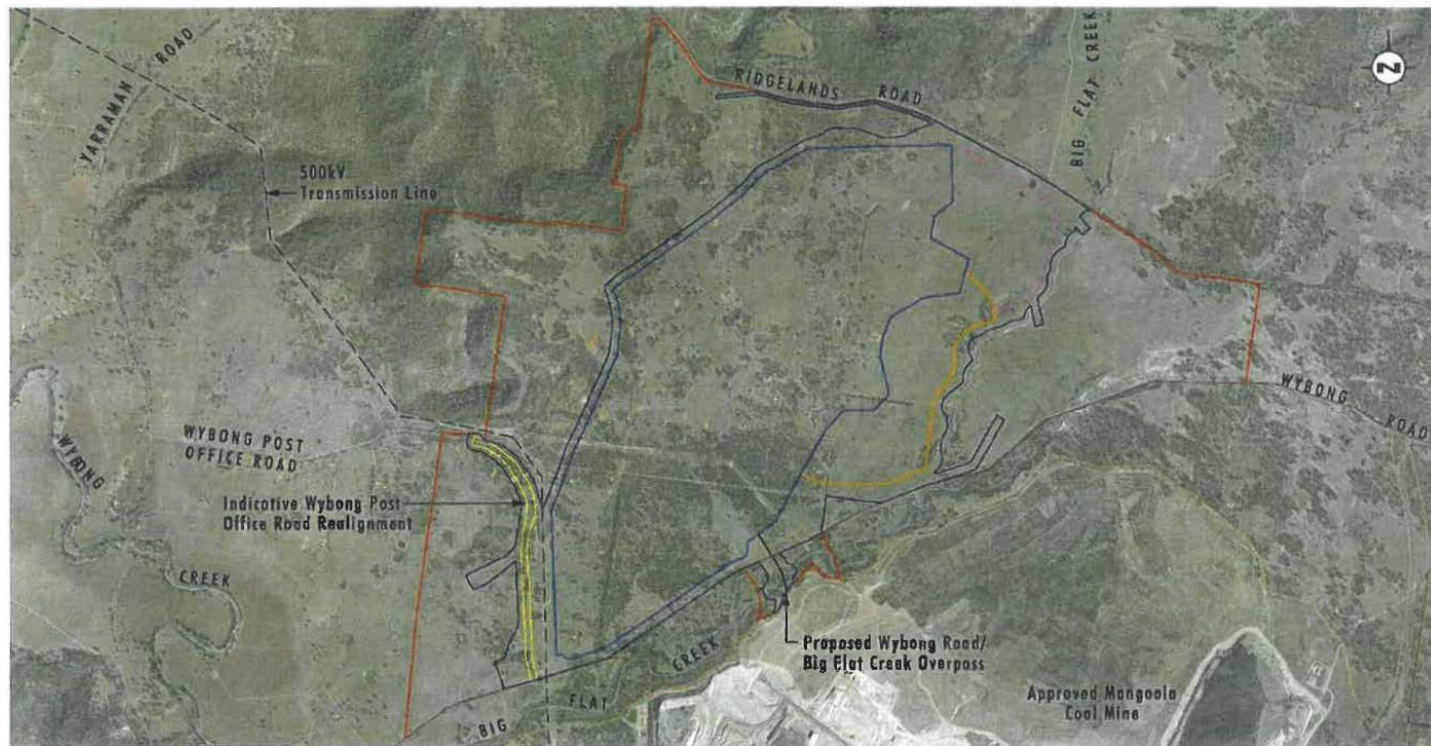 YARRAMAN ROAD
RIDGELANDS ROAD
BIG FLAT CREEK
N
500kV
Transmission Line
WYBONG POST
OFFICE ROAD
WYBONG CREEK
Indicative Wybong Post
Office Road Realignment
WYBONG ROAD
Proposed Wybong Road/
Big Flat Creek Overpass
BIG FLAT CREEK
Approved Mangoola
Coal Mine